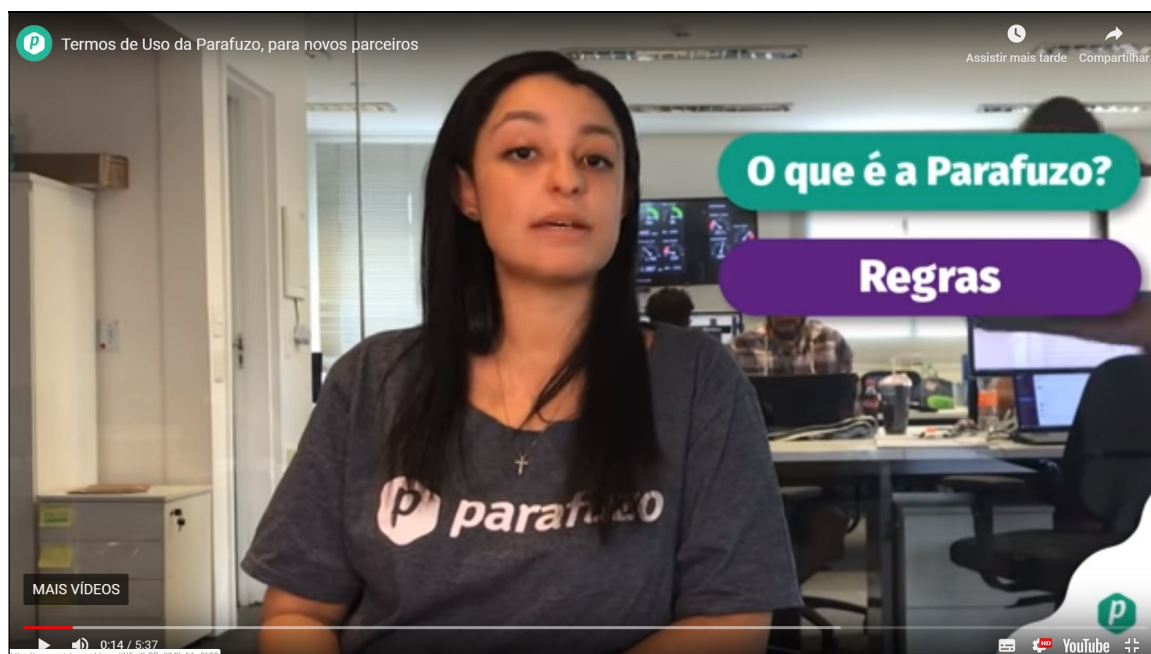 Termos de Uso da Parafuzo, para novos parceiros
Assistir mais tarde
Compartilhar
O que é a Parafuzo?
Regras
parafuzo
MAIS VÍDEOS
0:14 / 5:37
HD
YouTube